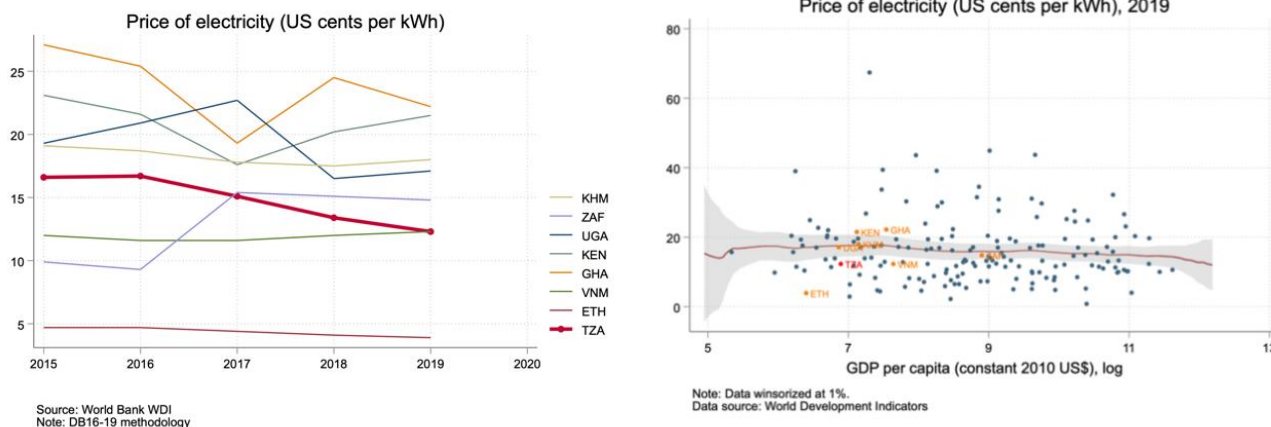 Price of electricity (US cents per kWh)
25
20
15
10
5
2015 2016 2017 2018 2019 2020
KHM
ZAF
UGA
KEN
GHA
VNM
ETH
TZA
Source: World Bank WDI
Note: DB16-19 methodology
Price of electricity (US cents per kWh), 2019
80
60
40
20
0
KEN
GHA
TZA
VNM
ETH
5 7 9 11 13
GDP per capita (constant 2010 US$), log
Note: Data winsorized at 1%.
Data source: World Development Indicators